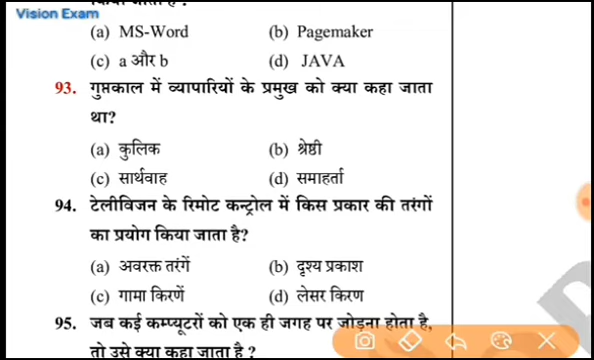 Vision Exam
(a) MS-Word (b) Pagemaker
(c) a और b (d) JAVA
93. गुप्तकाल में व्यापारियों के प्रमुख को क्या कहा जाता
था?
(a) कुलिक (b) श्रेष्ठी
(c) सार्थवाह (d) समाहर्ता
94. टेलीविजन के रिमोट कन्ट्रोल में किस प्रकार की तरंगों
का प्रयोग किया जाता है?
(a) अवरक्त तरंगें (b) दृश्य प्रकाश
(c) गामा किरणें (d) लेसर किरण
95. जब कई कम्प्यूटरों को एक ही जगह पर जोड़ना होता है,
तो उसे क्या कहा जाता है ?